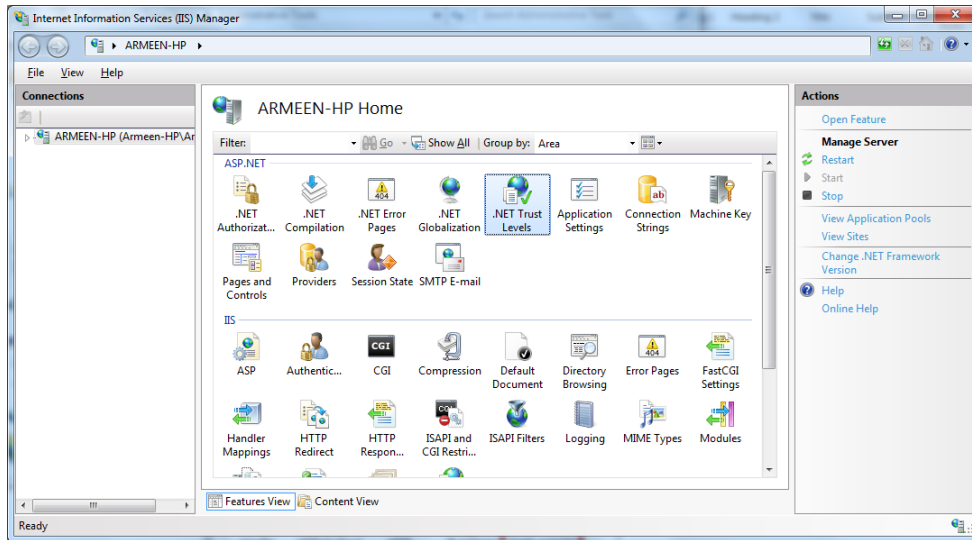 Internet Information Services (IIS) Manager
ARMEEN-HP
File View Help
Connections
ARMEEN-HP (Armeen-HP\Ar
ARMEEN-HP Home
Filter: Go Show All Group by: Area
ASP.NET
.NET Authorizat...
.NET Compilation
.NET Error Pages
.NET Globalization
.NET Trust Levels
Application Settings
Connection Strings
Machine Key
Pages and Controls
Providers
Session State
SMTP E-mail
IIS
ASP
Authentic...
CGI
Compression
Default Document
Directory Browsing
Error Pages
FastCGI Settings
Handler Mappings
HTTP Redirect
HTTP Respon...
ISAPI and CGI Restri...
ISAPI Filters
Logging
MIME Types
Modules
Features View Content View
Actions
Open Feature
Manage Server
Restart
Start
Stop
View Application Pools
View Sites
Change .NET Framework
Version
Help
Online Help
Ready